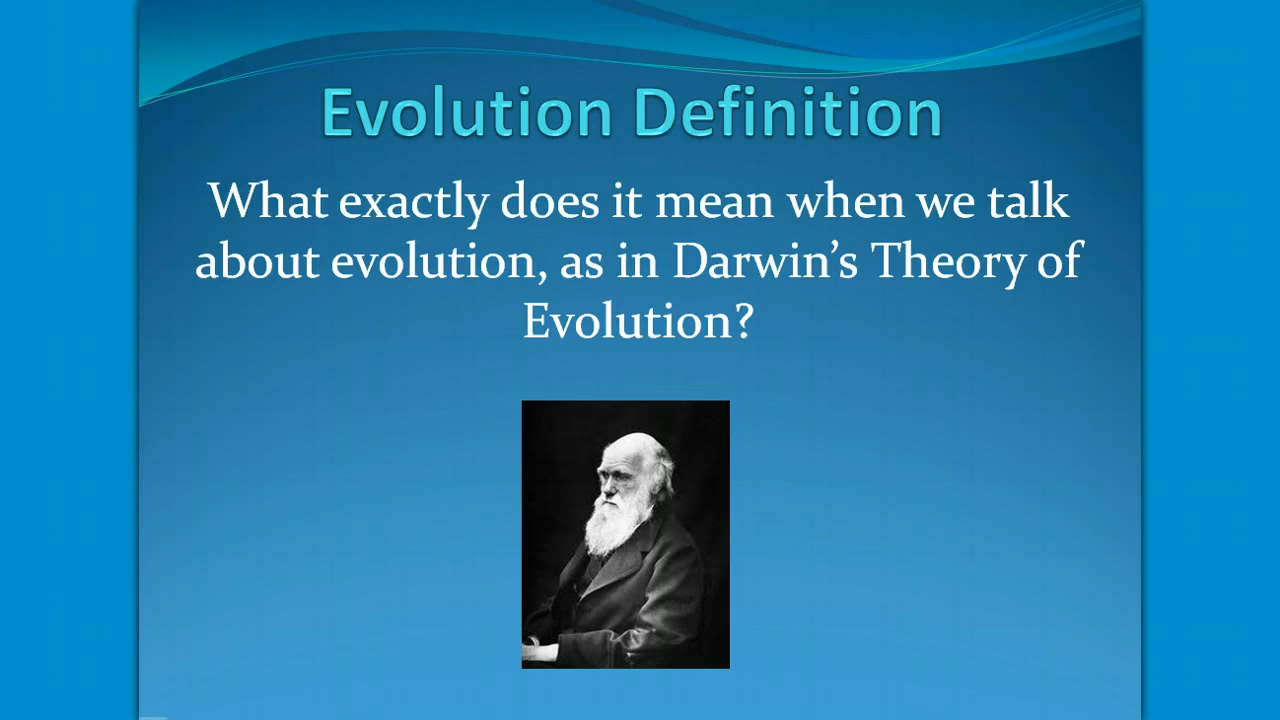 Evolution Definition
What exactly does it mean when we talk
about evolution, as in Darwin’s Theory of
Evolution?